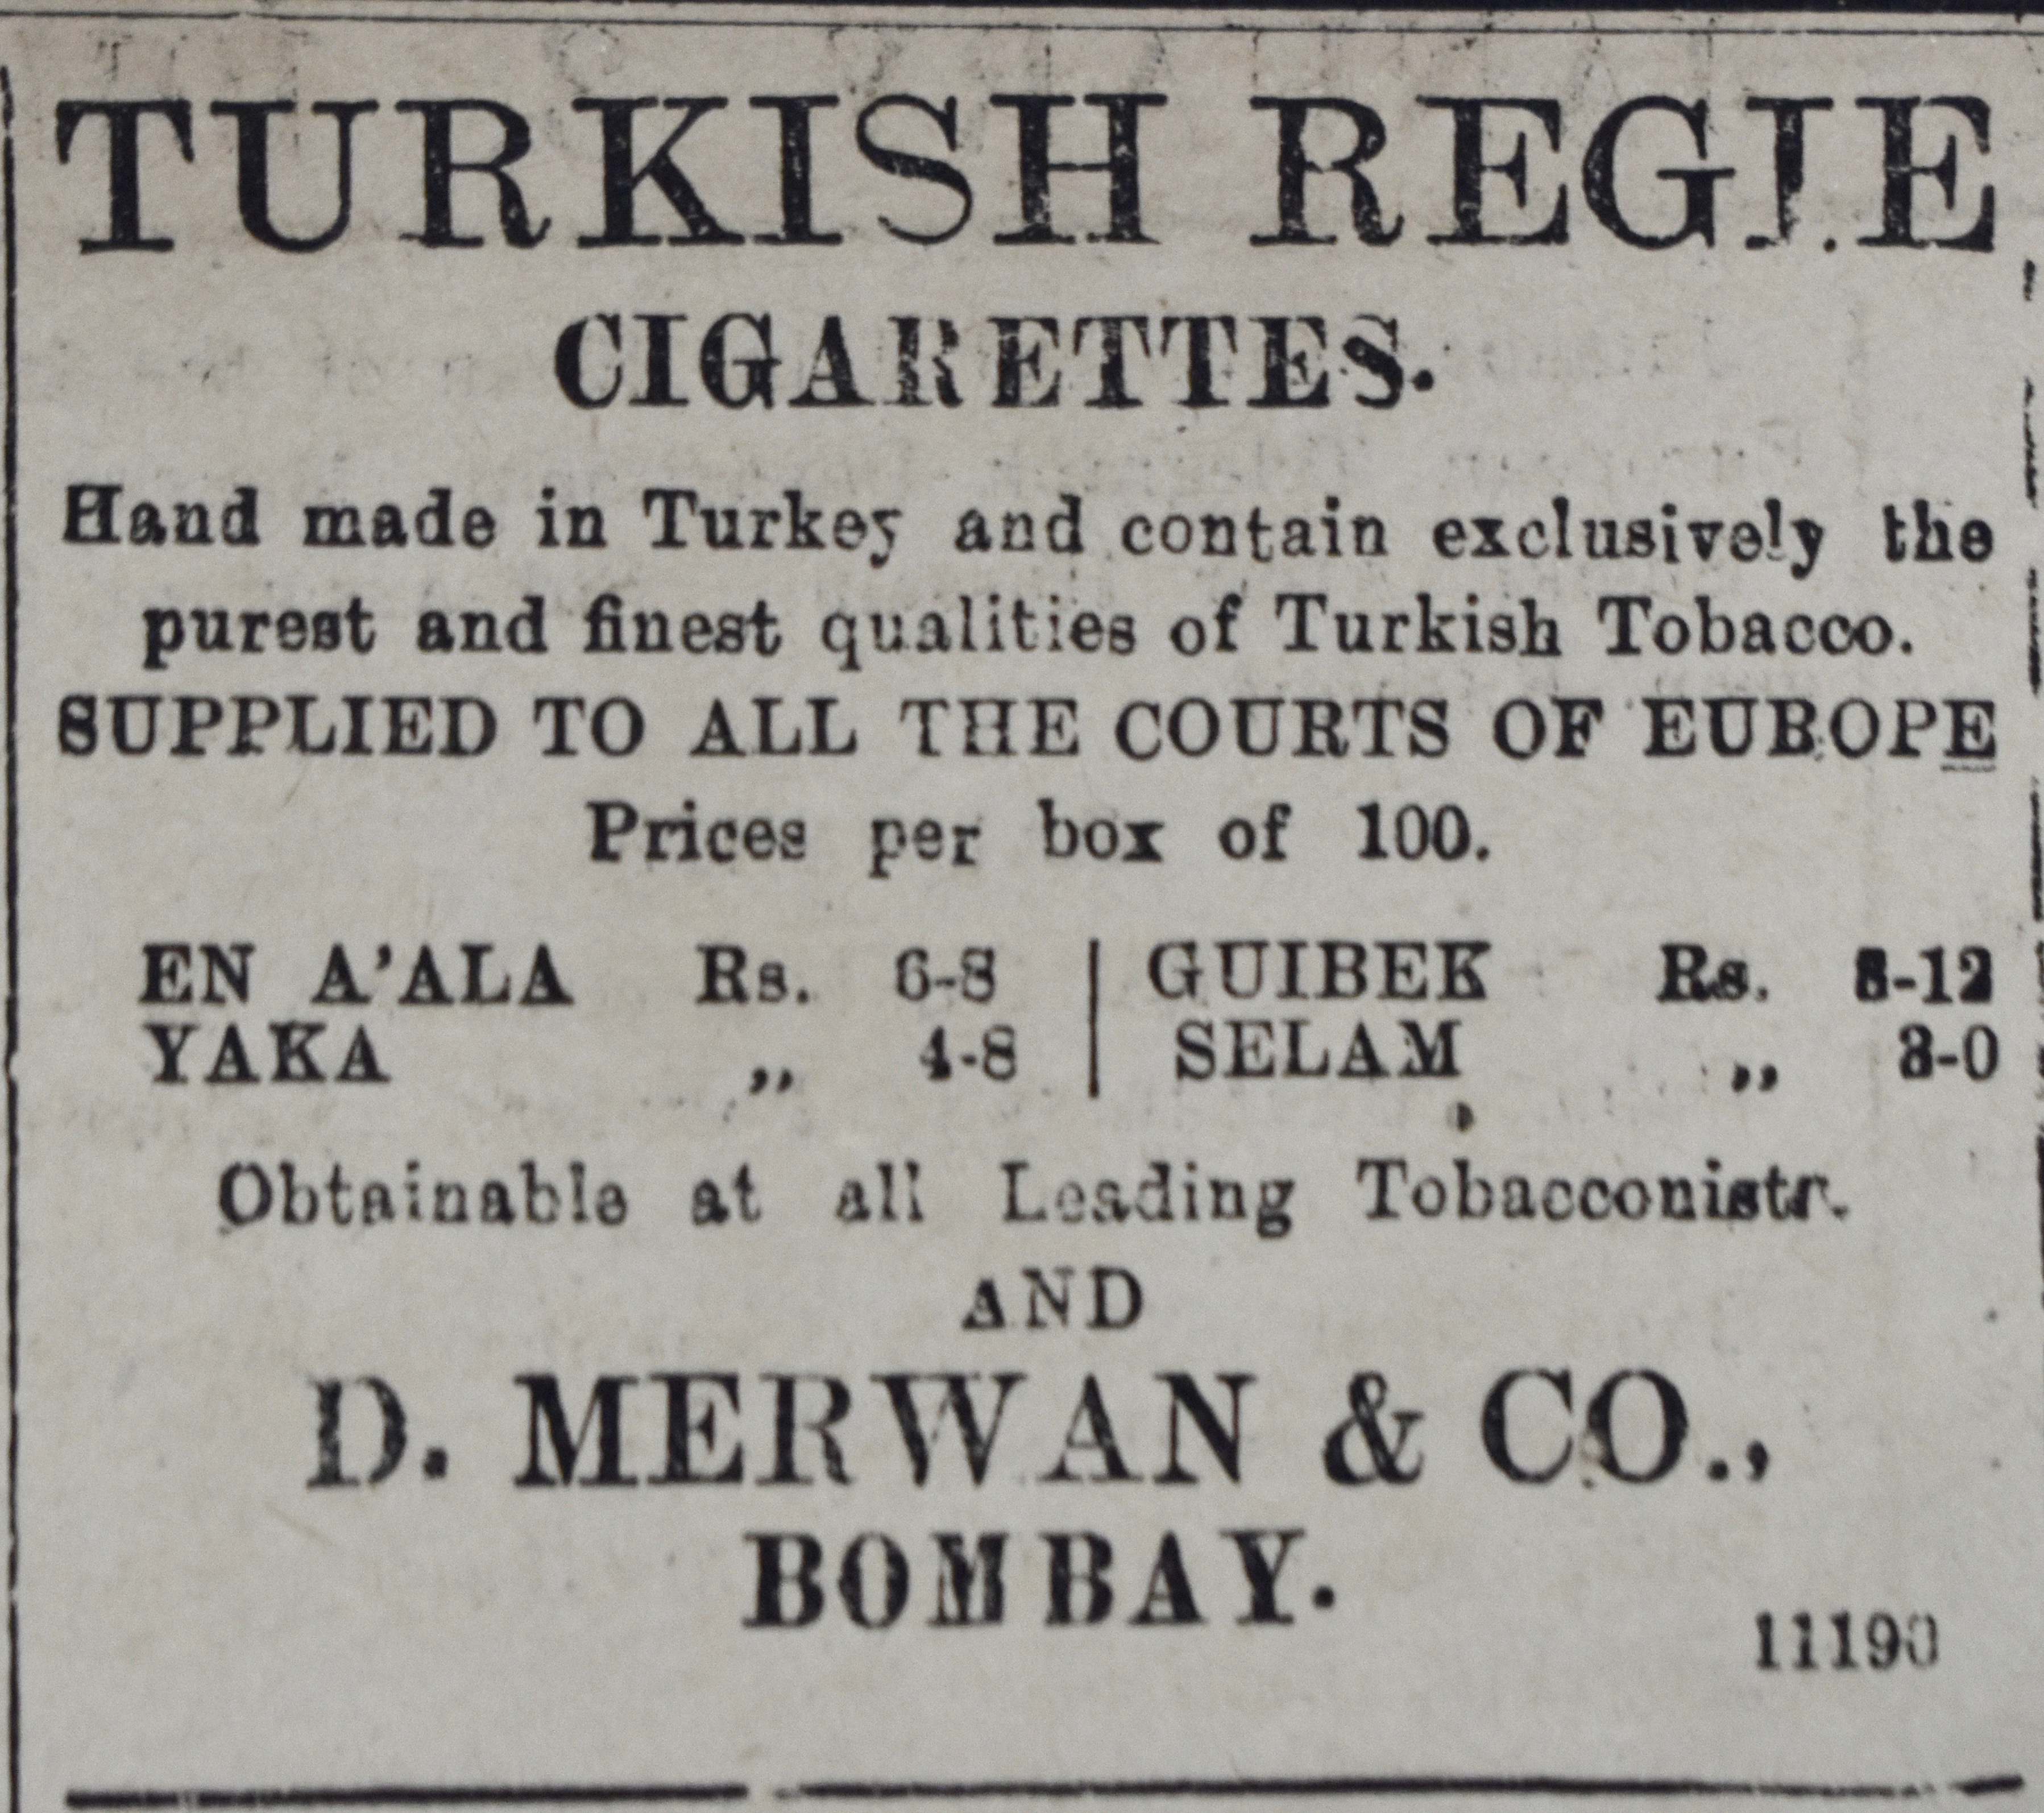 TURKISH REGIE
CIGARETTES.
Hand made in Turkey and contain exclusively the
purest and finest qualities of Turkish Tobacco.
SUPPLIED TO ALL THE COURTS OF EUROPE
Prices per box of 100.
EN A'ALA Rs. 6-8 | GUIBEK Rs. 3-12
YAKA ,, 4-8 | SELAM ,, 3-0
Obtainable at all Leading Tobacconists.
AND
D. MERWAN & CO.,
BOMBAY.
11190